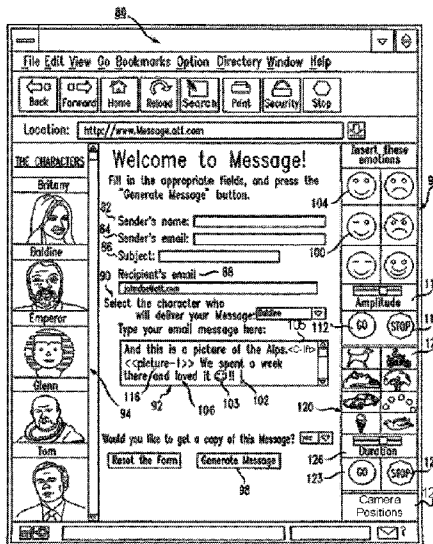 80
File Edit View Go Bookmarks Option Directory Window Help
Back Forward Home Reload Search Print Security Stop
Location: http://www.Message.att.com
THE CHARACTERS
Britany
Baldine
Emperor
Glenn
Tom
94
Welcome to Message!
Fill in the appropriate fields, and press the
"Generate Message" button.
82 Sender's name:
84 Sender's email:
86 Subject:
Recipient's email 88
90
Select the character who
will deliver your Message: Baldine
112
Type your email message here:
105
And this is a picture of the Alps.
<<picture-1>> We spent a week
there and loved it !!
116 92 106 103 102
Would you like to get a copy of this Message? yes
Reset the Form Generate Message
98
Insert these
emotions
104
100
Amplitude
GO STOP
120
126 Duration
123 GO STOP
Camera
Positions
?